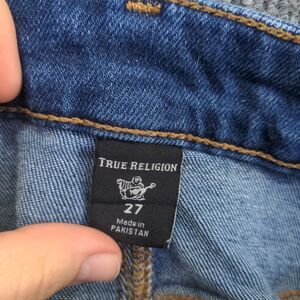 TRUE RELIGION
27
Made in
PAKISTAN